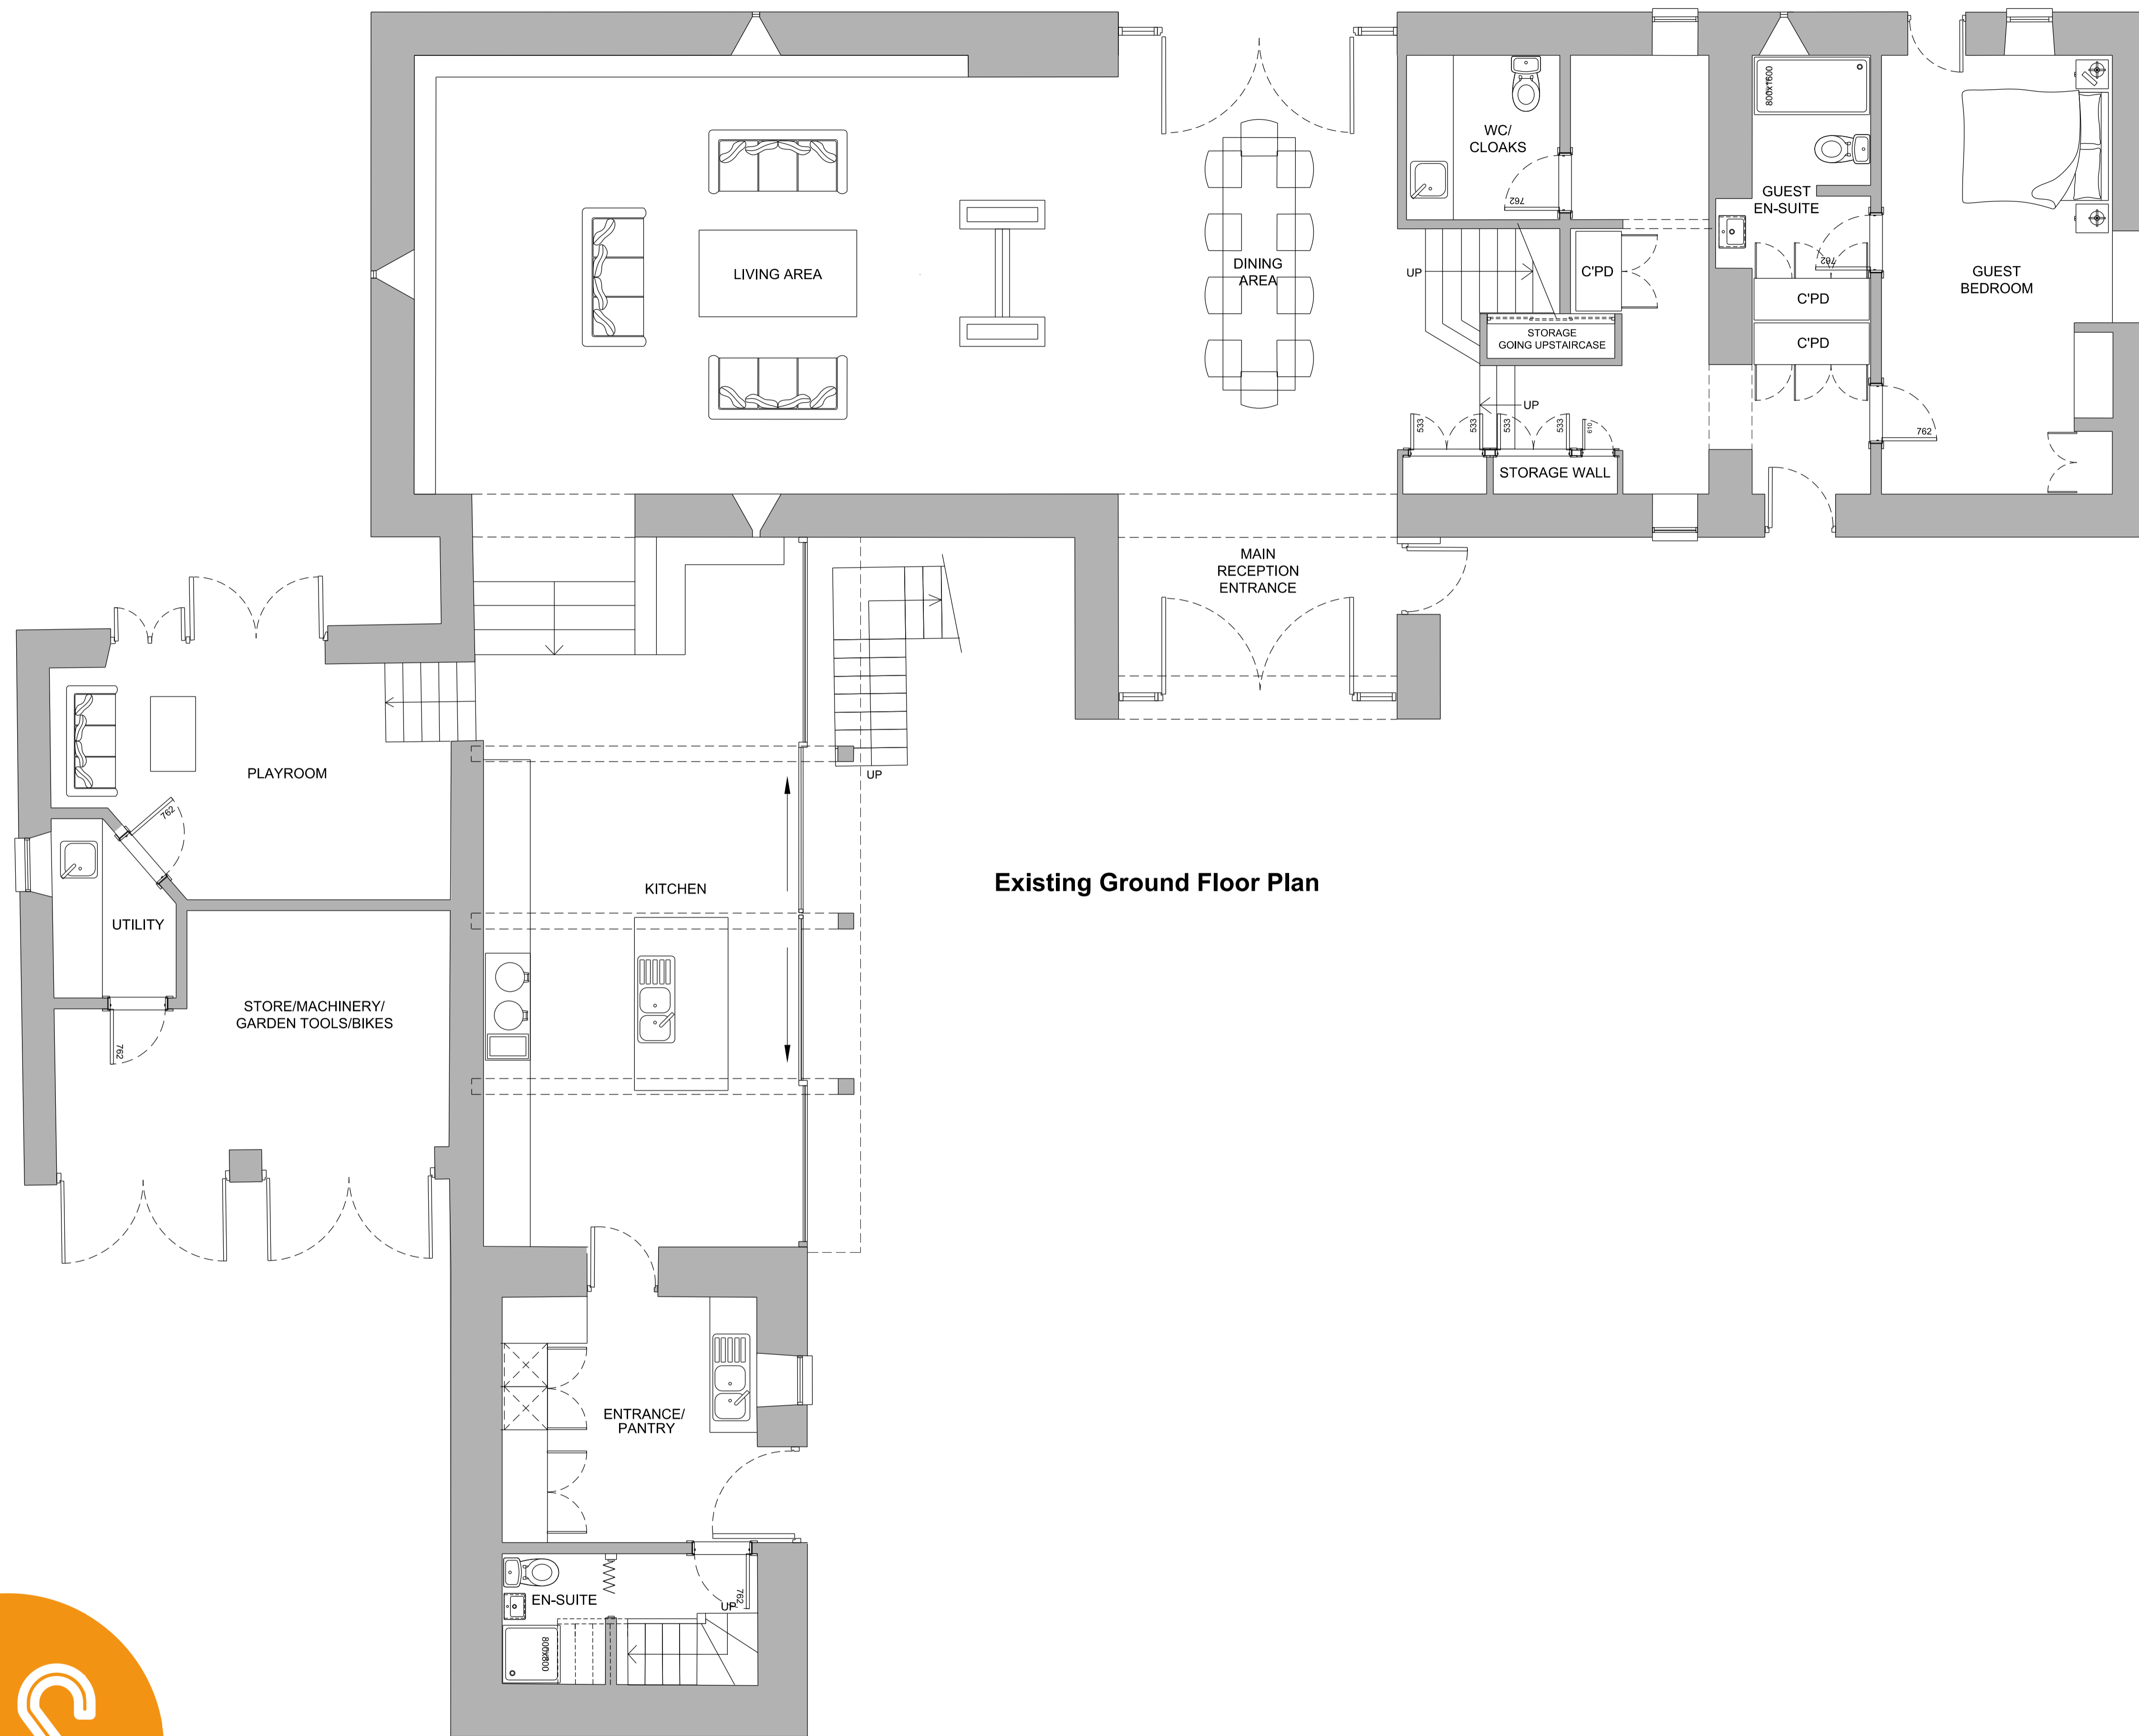 WC/
CLOAKS
762
800x1600
GUEST
EN-SUITE
762
LIVING AREA
DINING
AREA
UP
C'PD
C'PD
C'PD
GUEST
BEDROOM
STORAGE
GOING UPSTAIRCASE
UP
533
533
533
533
610
762
STORAGE WALL
MAIN
RECEPTION
ENTRANCE
PLAYROOM
UP
762
KITCHEN
Existing Ground Floor Plan
UTILITY
STORE/MACHINERY/
GARDEN TOOLS/BIKES
762
ENTRANCE/
PANTRY
EN-SUITE
762
UP
800x800